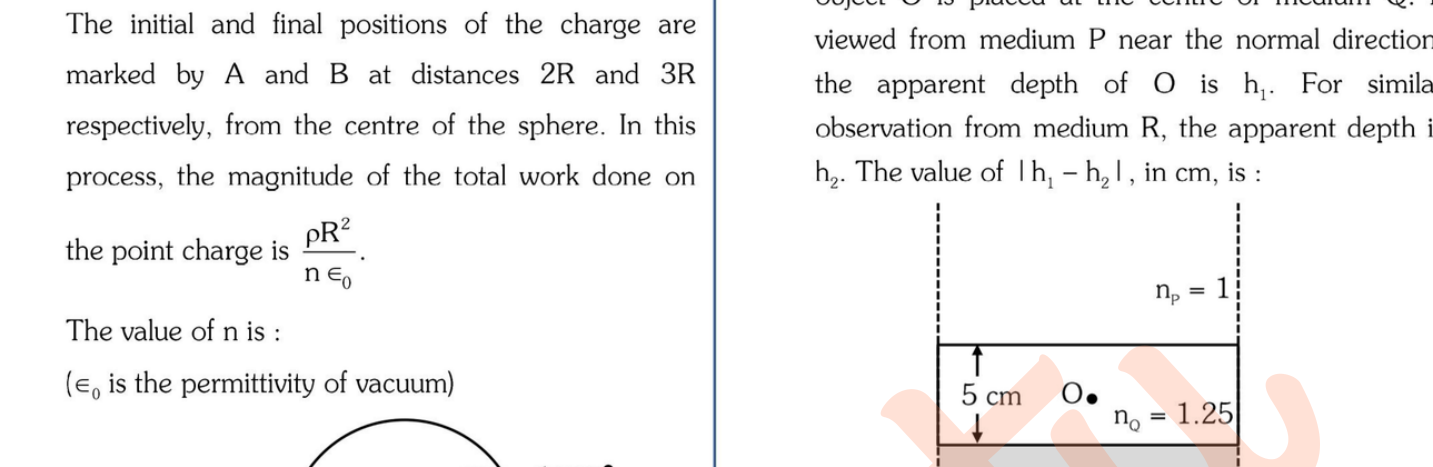 The initial and final positions of the charge are
marked by A and B at distances 2R and 3R
respectively, from the centre of the sphere. In this
process, the magnitude of the total work done on
the point charge is ρR²/n∈₀.
The value of n is :
(∈₀ is the permittivity of vacuum)
viewed from medium P near the normal direction
the apparent depth of O is h₁. For simila
observation from medium R, the apparent depth i
h₂. The value of |h₁ – h₂|, in cm, is :
nₚ = 1
5 cm O
n_Q = 1.25